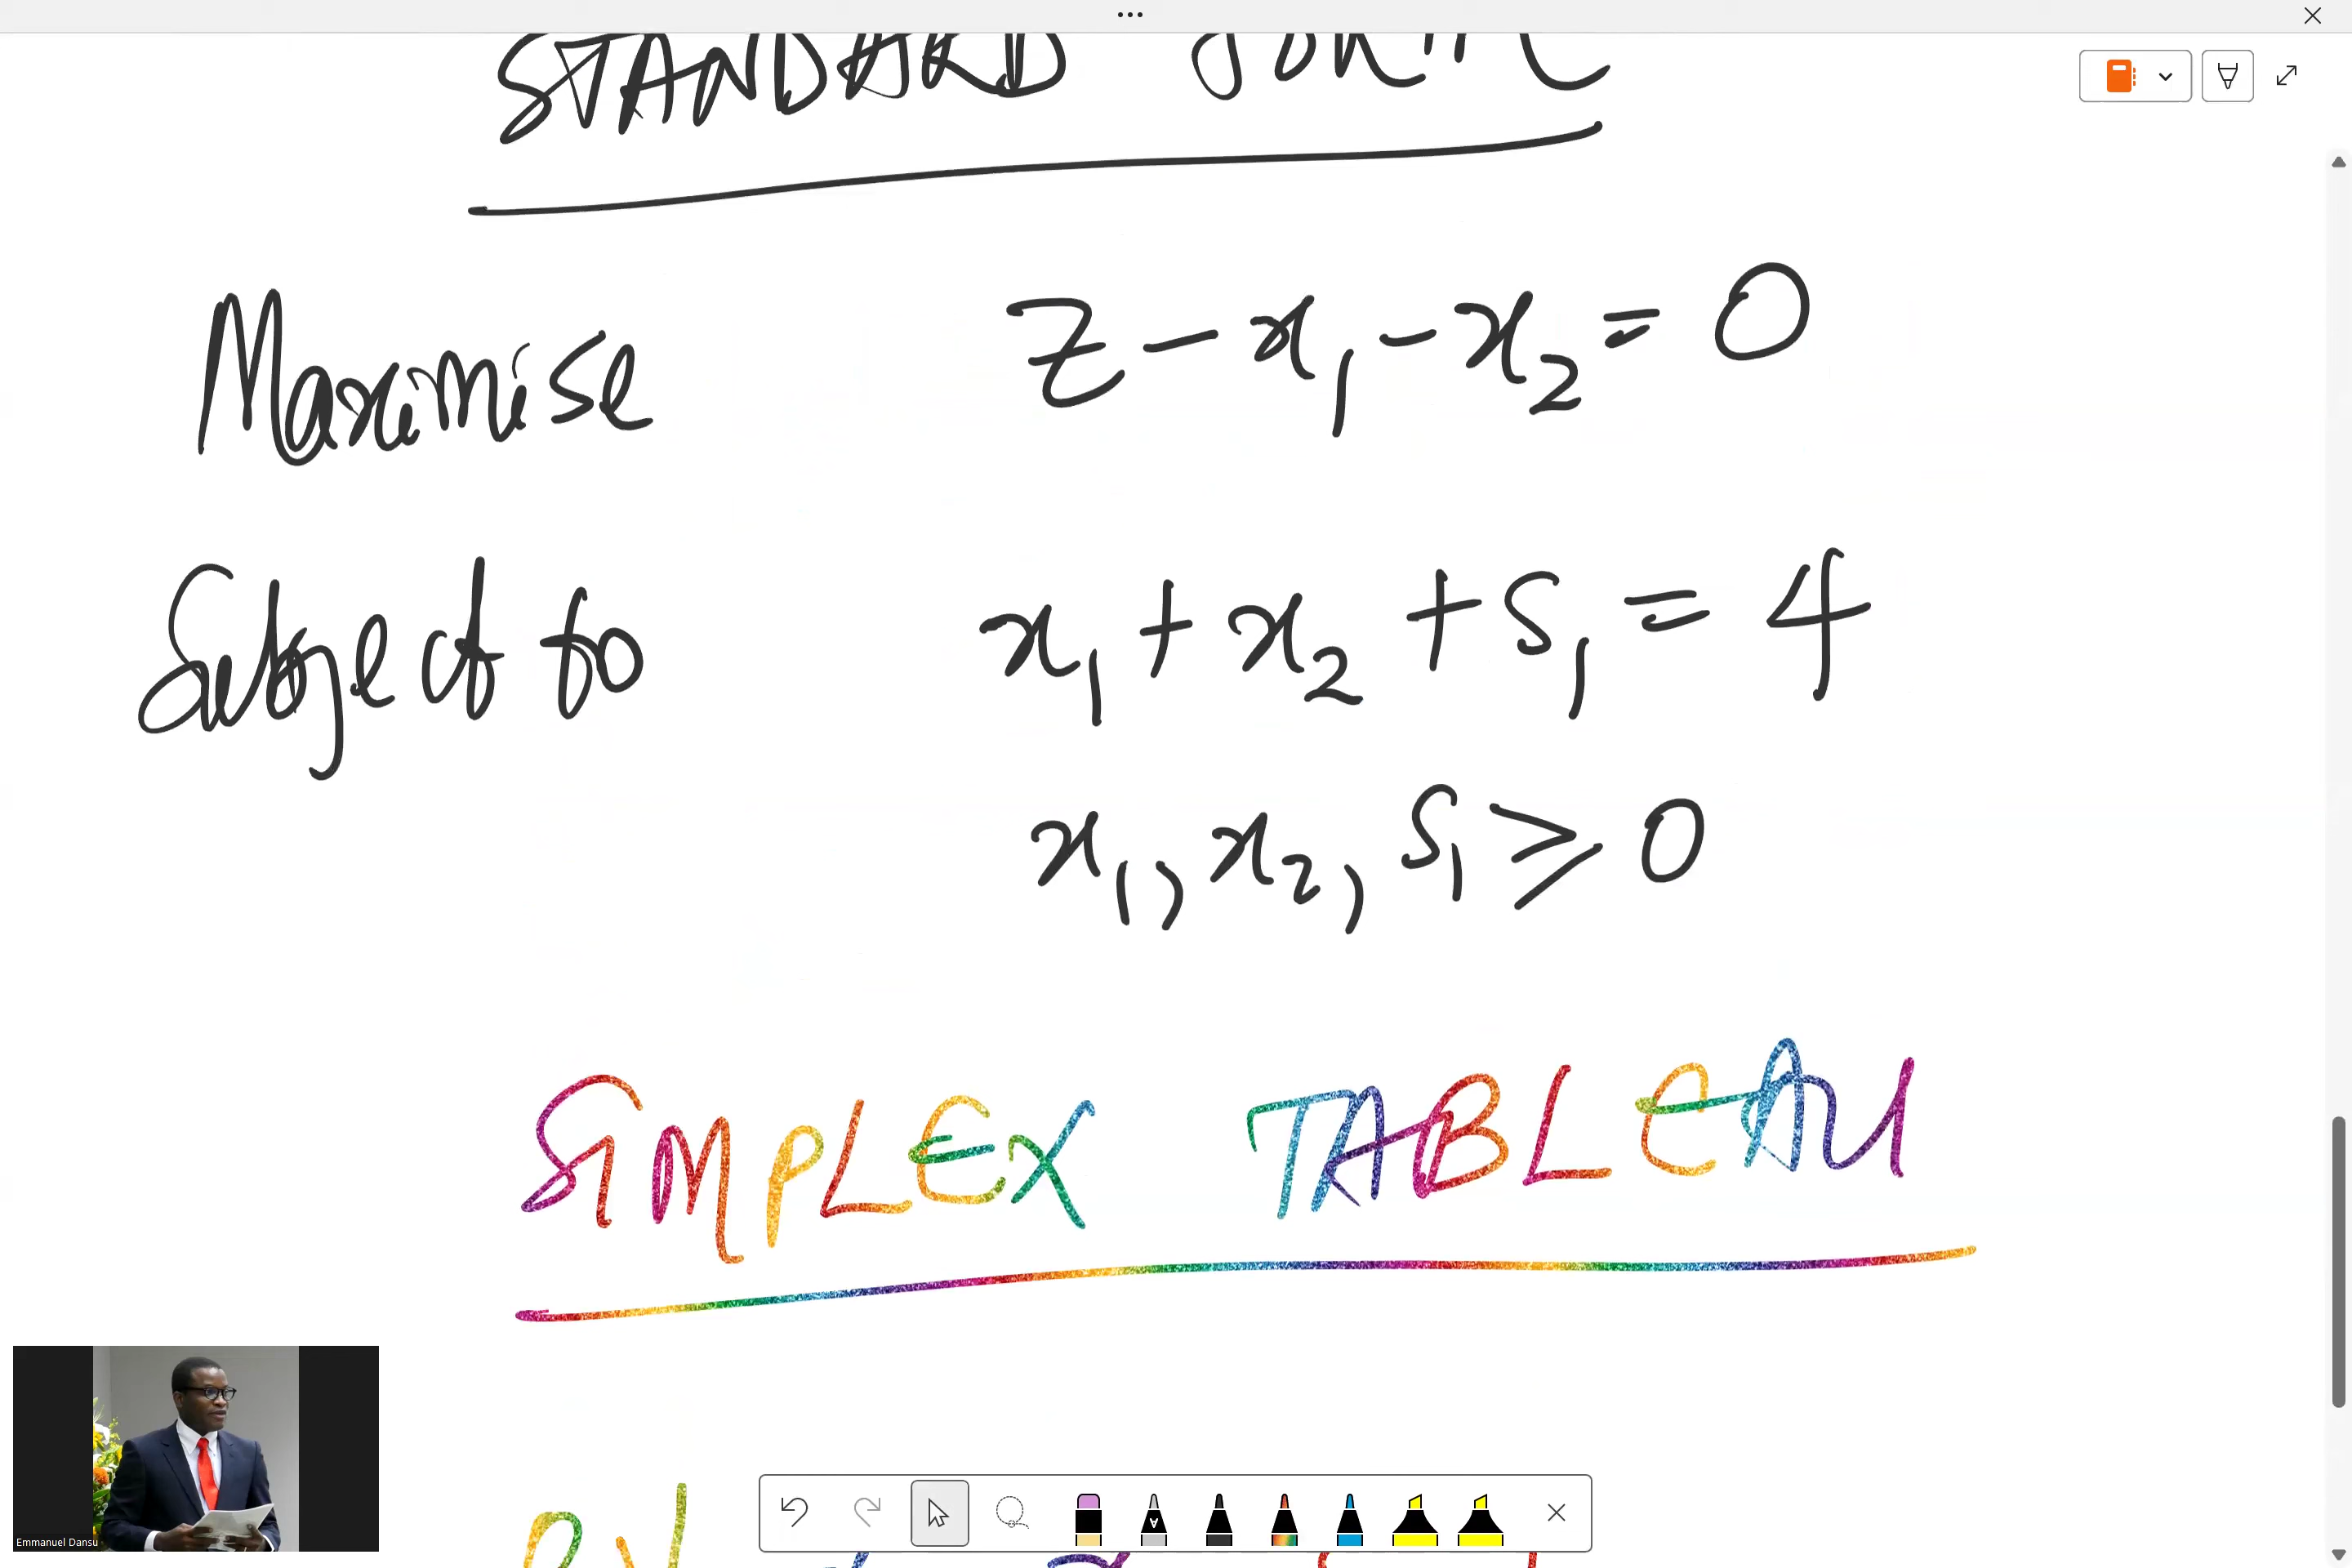 STANDARD FORM
Maximise z - x₁ - x₂ = 0
Subject to x₁ + x₂ + s₁ = 4
x₁, x₂, s₁ ⩾ 0
SIMPLEX TABLEAU
Emmanuel Dansu